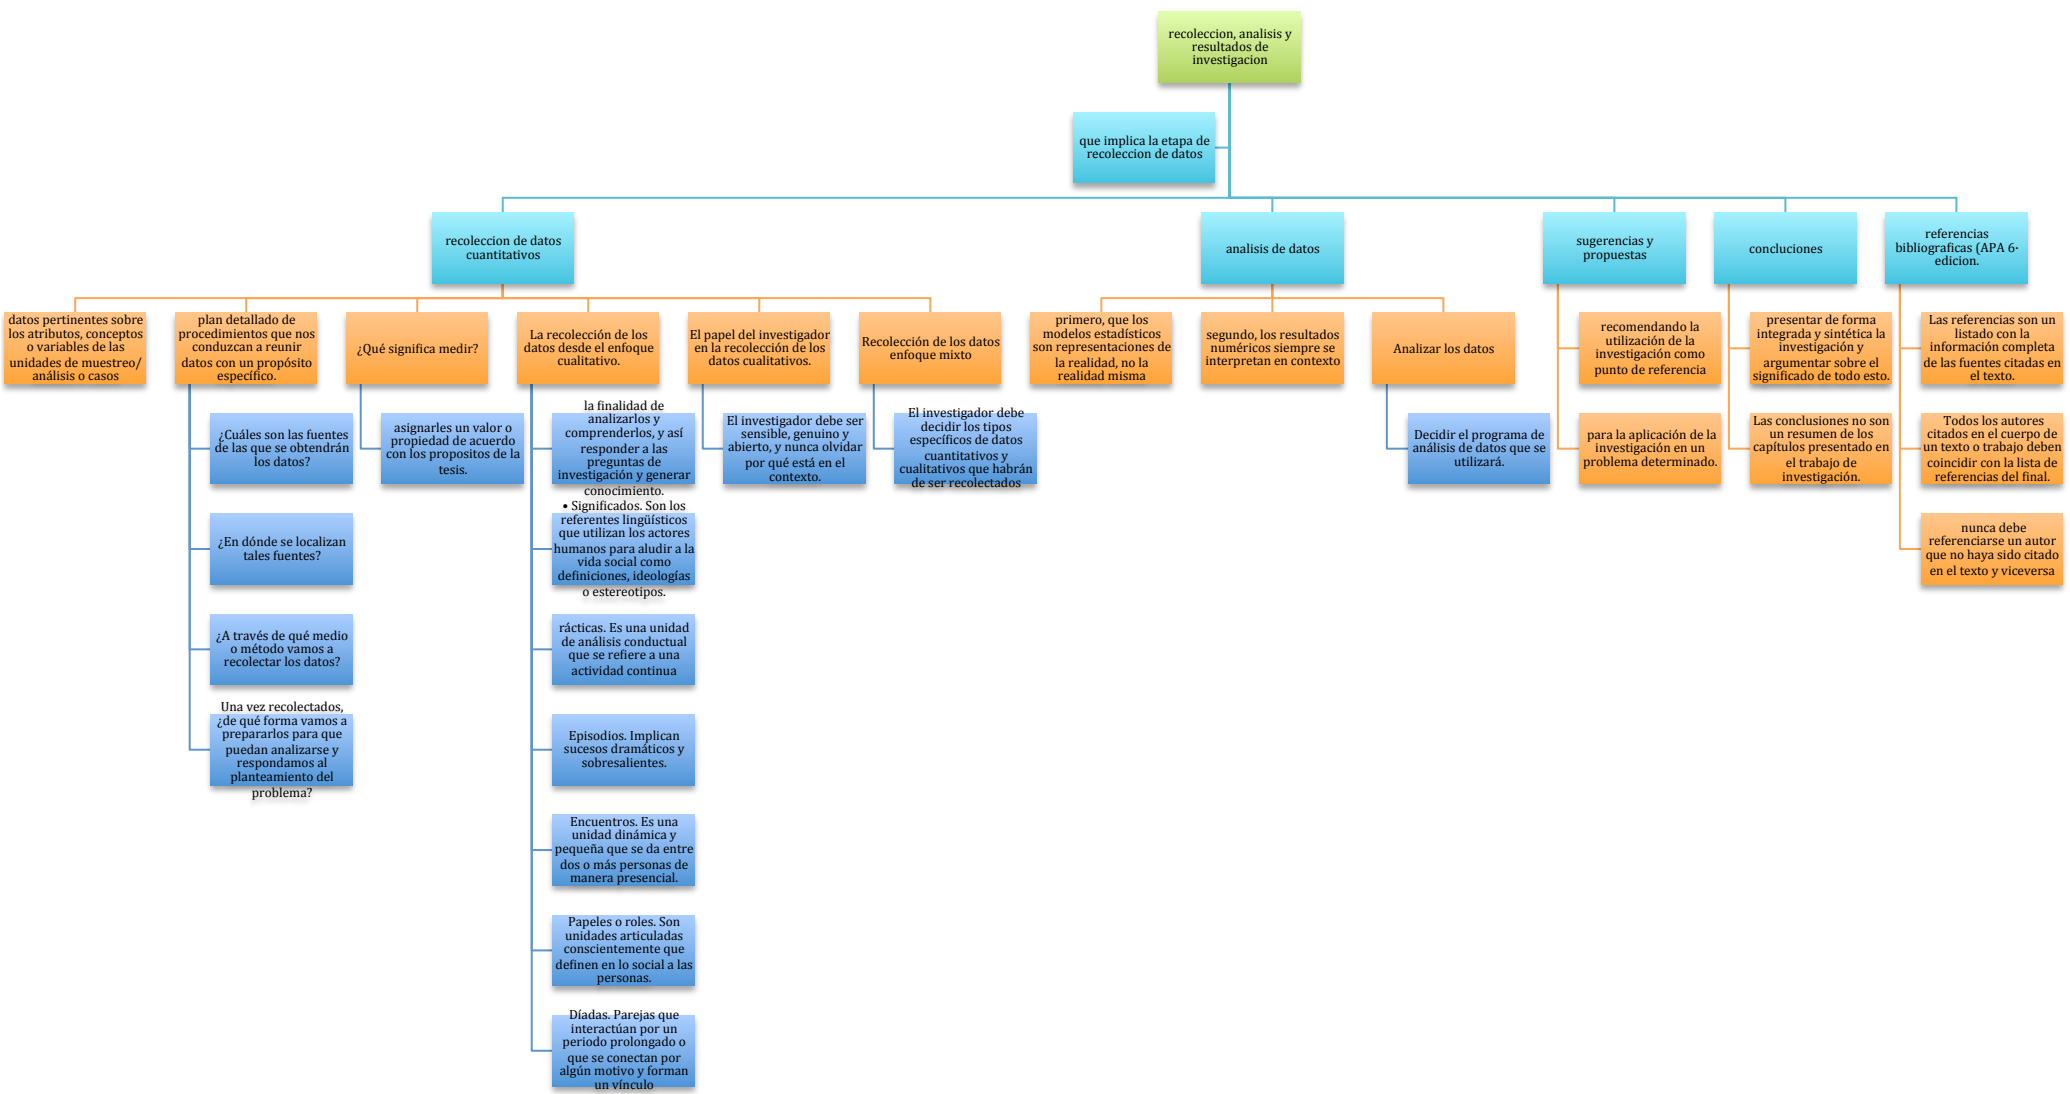 recoleccion, analisis y
resultados de
investigacion
que implica la etapa de
recoleccion de datos
recoleccion de datos
cuantitativos
analisis de datos
sugerencias y
propuestas
concluciones
referencias
bibliograficas (APA 6·
edicion.
datos pertinentes sobre
los atributos, conceptos
o variables de las
unidades de muestreo/
análisis o casos
plan detallado de
procedimientos que nos
conduzcan a reunir
datos con un propósito
específico.
¿Qué significa medir?
La recolección de los
datos desde el enfoque
cualitativo.
El papel del investigador
en la recolección de los
datos cualitativos.
Recolección de los datos
enfoque mixto
primero, que los
modelos estadísticos
son representaciones de
la realidad, no la
realidad misma
segundo, los resultados
numéricos siempre se
interpretan en contexto
Analizar los datos
recomendando la
utilización de la
investigación como
punto de referencia
presentar de forma
integrada y sintética la
investigación y
argumentar sobre el
significado de todo esto.
Las referencias son un
listado con la
información completa
de las fuentes citadas en
el texto.
¿Cuáles son las fuentes
de las que se obtendrán
los datos?
asignarles un valor o
propiedad de acuerdo
con los propositos de la
tesis.
la finalidad de
analizarlos y
comprenderlos, y así
responder a las
preguntas de
investigación y generar
conocimiento.
El investigador debe ser
sensible, genuino y
abierto, y nunca olvidar
por qué está en el
contexto.
El investigador debe
decidir los tipos
específicos de datos
cuantitativos y
cualitativos que habrán
de ser recolectados
Decidir el programa de
análisis de datos que se
utilizará.
para la aplicación de la
investigación en un
problema determinado.
Las conclusiones no son
un resumen de los
capítulos presentado en
el trabajo de
investigación.
Todos los autores
citados en el cuerpo de
un texto o trabajo deben
coincidir con la lista de
referencias del final.
¿En dónde se localizan
tales fuentes?
• Significados. Son los
referentes lingüísticos
que utilizan los actores
humanos para aludir a la
vida social como
definiciones, ideologías
o estereotipos.
nunca debe
referenciarse un autor
que no haya sido citado
en el texto y viceversa
¿A través de qué medio
o método vamos a
recolectar los datos?
rácticas. Es una unidad
de análisis conductual
que se refiere a una
actividad continua
Una vez recolectados,
¿de qué forma vamos a
prepararlos para que
puedan analizarse y
respondamos al
planteamiento del
problema?
Episodios. Implican
sucesos dramáticos y
sobresalientes.
Encuentros. Es una
unidad dinámica y
pequeña que se da entre
dos o más personas de
manera presencial.
Papeles o roles. Son
unidades articuladas
conscientemente que
definen en lo social a las
personas.
Díadas. Parejas que
interactúan por un
periodo prolongado o
que se conectan por
algún motivo y forman
un vínculo